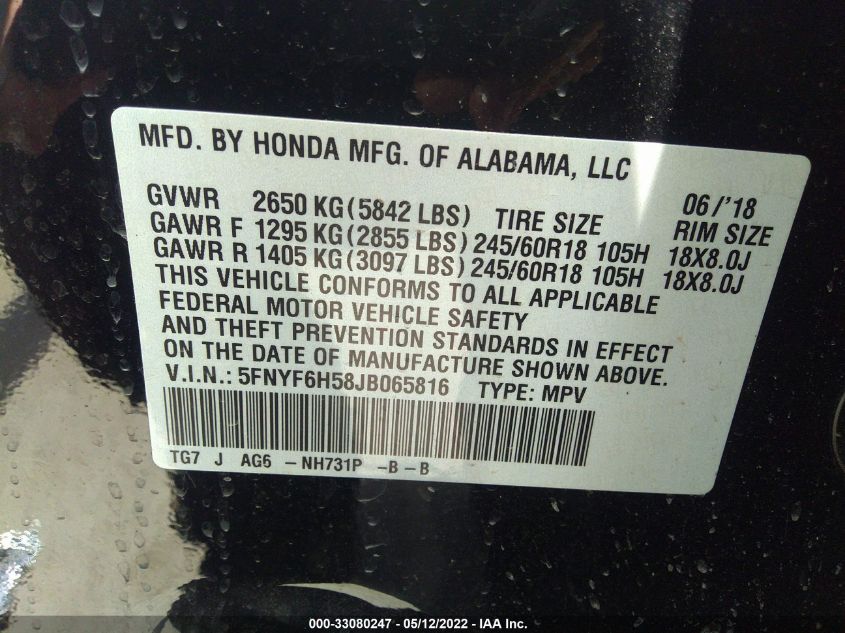 MFD. BY HONDA MFG. OF ALABAMA, LLC
GVWR 2650 KG (5842 LBS) TIRE SIZE 06/'18 RIM SIZE
GAWR F 1295 KG (2855 LBS) 245/60R18 105H 18X8.0J
GAWR R 1405 KG (3097 LBS) 245/60R18 105H 18X8.0J
THIS VEHICLE CONFORMS TO ALL APPLICABLE
FEDERAL MOTOR VEHICLE SAFETY
AND THEFT PREVENTION STANDARDS IN EFFECT
ON THE DATE OF MANUFACTURE SHOWN ABOVE.
V.I.N.: 5FNYF6H58JB065816 TYPE: MPV
TG7 J AG6 -NH731P -B-B
000-33080247 - 05/12/2022 - IAA Inc.